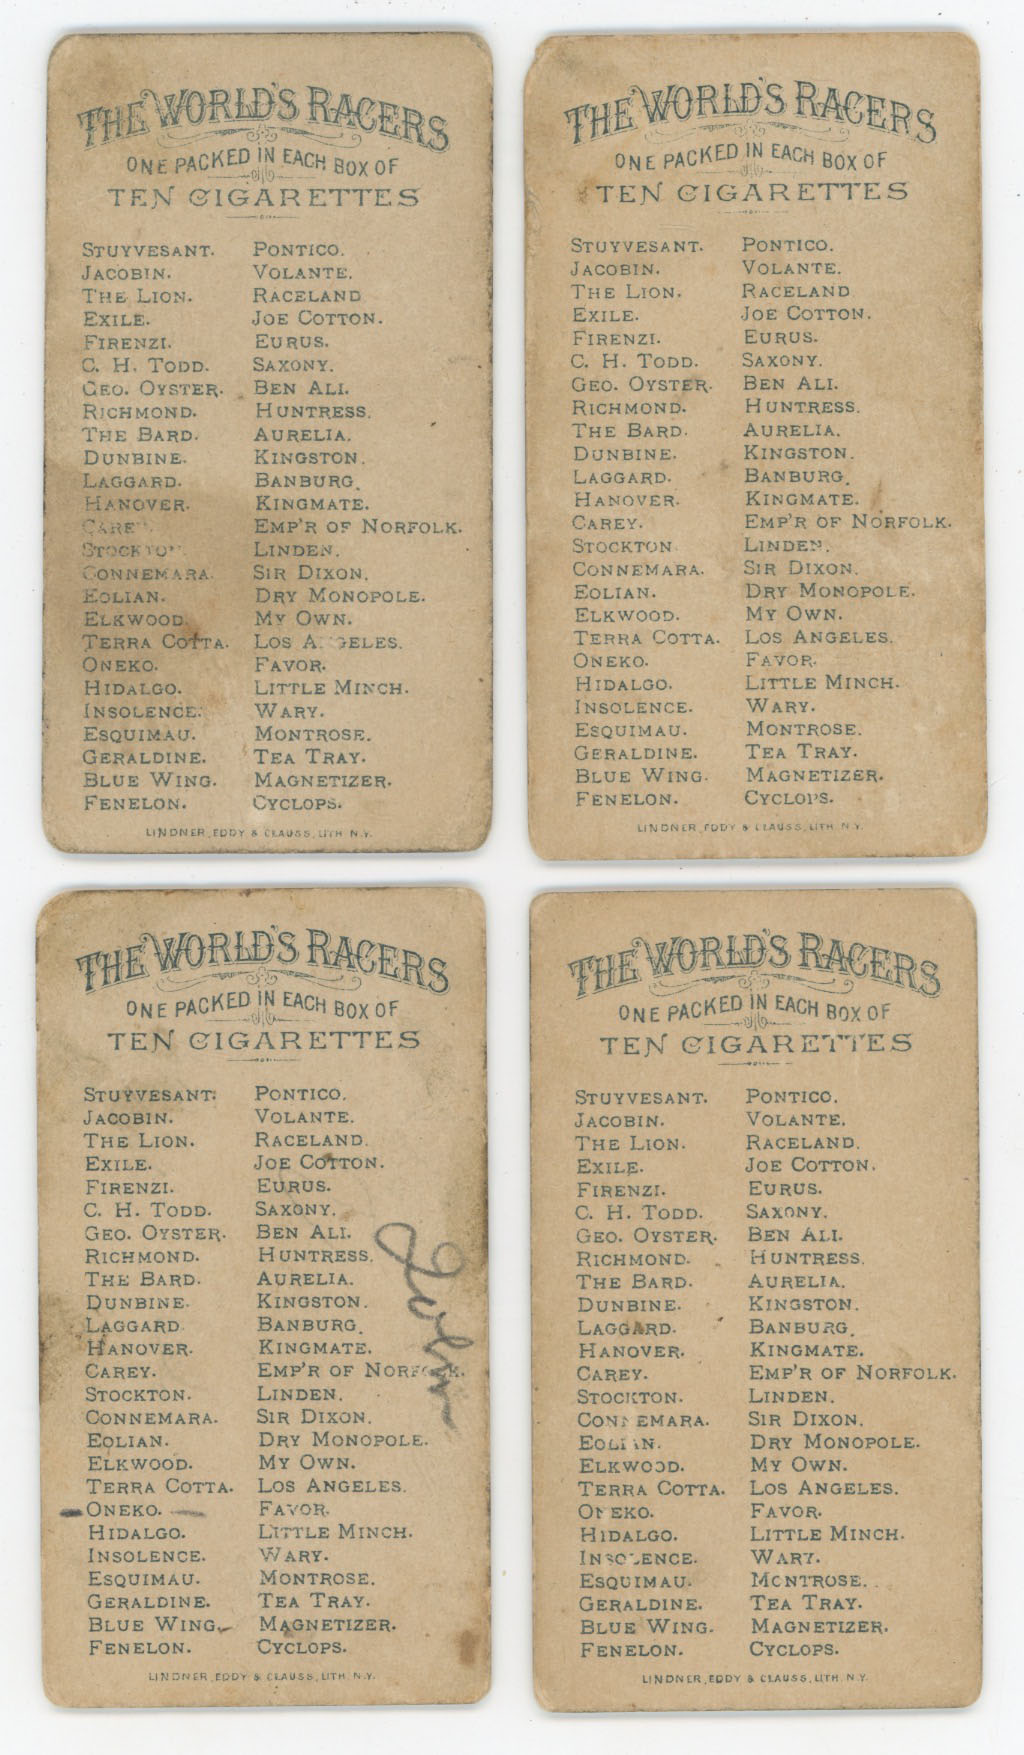 THE WORLD'S RACERS
ONE PACKED IN EACH BOX OF
TEN CIGARETTES
STUYVESANT. PONTICO.
JACOBIN. VOLANTE.
THE LION. RACELAND
EXILE. JOE COTTON.
FIRENZI. EURUS.
C. H. TODD. SAXONY.
GEO. OYSTER. BEN ALI.
RICHMOND. HUNTRESS.
THE BARD. AURELIA.
DUNBINE. KINGSTON.
LAGGARD. BANBURG.
HANOVER. KINGMATE.
CAREY. EMP'R OF NORFOLK.
STOCKTON. LINDEN.
CONNEMARA. SIR DIXON.
EOLIAN. DRY MONOPOLE.
ELKWOOD. MY OWN.
TERRA COTTA. LOS ANGELES.
ONEKO. FAVOR.
HIDALGO. LITTLE MINCH.
INSOLENCE. WARY.
ESQUIMAU. MONTROSE.
GERALDINE. TEA TRAY.
BLUE WING. MAGNETIZER.
FENELON. CYCLOPS.
LINDNER, EDDY & CLAUSS, LITH. N.Y.
THE WORLD'S RACERS
ONE PACKED IN EACH BOX OF
TEN CIGARETTES
STUYVESANT. PONTICO.
JACOBIN. VOLANTE.
THE LION. RACELAND
EXILE. JOE COTTON.
FIRENZI. EURUS.
C. H. TODD. SAXONY.
GEO. OYSTER. BEN ALI.
RICHMOND. HUNTRESS.
THE BARD. AURELIA.
DUNBINE. KINGSTON.
LAGGARD. BANBURG.
HANOVER. KINGMATE.
CAREY. EMP'R OF NORFOLK.
STOCKTON LINDEN.
CONNEMARA. SIR DIXON.
EOLIAN. DRY MONOPOLE.
ELKWOOD. MY OWN.
TERRA COTTA. LOS ANGELES.
ONEKO. FAVOR.
HIDALGO. LITTLE MINCH.
INSOLENCE. WARY.
ESQUIMAU. MONTROSE.
GERALDINE. TEA TRAY.
BLUE WING. MAGNETIZER.
FENELON. CYCLOPS.
LINDNER, EDDY & CLAUSS, LITH. N.Y.
THE WORLD'S RACERS
ONE PACKED IN EACH BOX OF
TEN CIGARETTES
STUYVESANT. PONTICO.
JACOBIN. VOLANTE.
THE LION. RACELAND.
EXILE. JOE COTTON.
FIRENZI. EURUS.
C. H. TODD. SAXONY.
GEO. OYSTER. BEN ALI.
RICHMOND. HUNTRESS.
THE BARD. AURELIA.
DUNBINE. KINGSTON.
LAGGARD BANBURG.
HANOVER. KINGMATE.
CAREY. EMP'R OF NORFOLK.
STOCKTON. LINDEN.
CONNEMARA. SIR DIXON.
EOLIAN. DRY MONOPOLE.
ELKWOOD. MY OWN.
TERRA COTTA. LOS ANGELES.
ONEKO. FAVOR.
HIDALGO. LITTLE MINCH.
INSOLENCE. WARY.
ESQUIMAU. MONTROSE.
GERALDINE. TEA TRAY.
BLUE WING. MAGNETIZER.
FENELON. CYCLOPS.
LINDNER, EDDY & CLAUSS, LITH. N.Y.
John
THE WORLD'S RACERS
ONE PACKED IN EACH BOX OF
TEN CIGARETTES
STUYVESANT. PONTICO.
JACOBIN. VOLANTE.
THE LION. RACELAND.
EXILE. JOE COTTON.
FIRENZI. EURUS.
C. H. TODD. SAXONY.
GEO. OYSTER. BEN ALI.
RICHMOND. HUNTRESS.
THE BARD. AURELIA.
DUNBINE. KINGSTON.
LAGGARD. BANBURG.
HANOVER. KINGMATE.
CAREY. EMP'R OF NORFOLK.
STOCKTON. LINDEN.
CONNEMARA. SIR DIXON.
EOLIAN. DRY MONOPOLE.
ELKWOOD. MY OWN.
TERRA COTTA. LOS ANGELES.
ONEKO. FAVOR.
HIDALGO. LITTLE MINCH.
INSOLENCE. WARY.
ESQUIMAU. MONTROSE.
GERALDINE. TEA TRAY.
BLUE WING. MAGNETIZER.
FENELON. CYCLOPS.
LINDNER, EDDY & CLAUSS, LITH. N.Y.